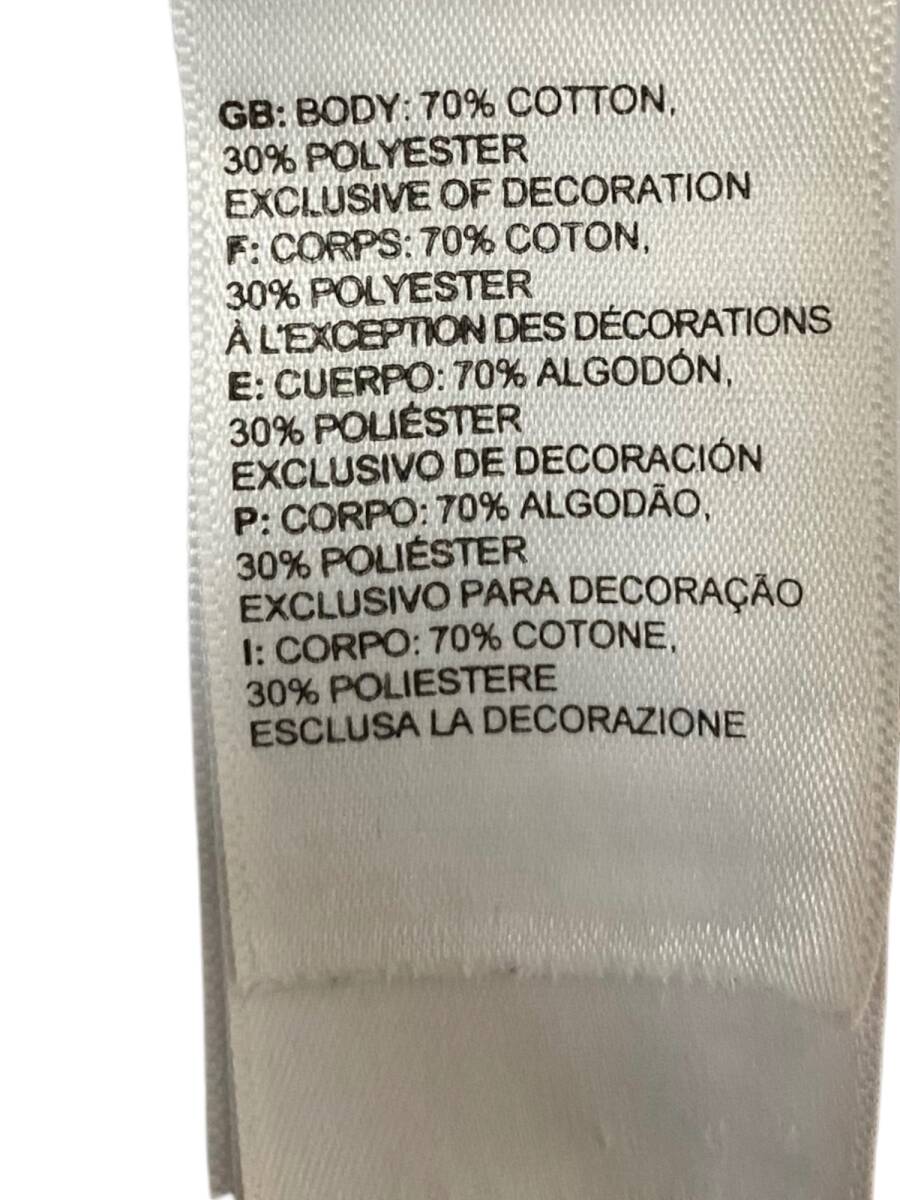 GB: BODY: 70% COTTON,
30% POLYESTER
EXCLUSIVE OF DECORATION
F: CORPS: 70% COTON,
30% POLYESTER
À L'EXCEPTION DES DÉCORATIONS
E: CUERPO: 70% ALGODÓN,
30% POLIÉSTER
EXCLUSIVO DE DECORACIÓN
P: CORPO: 70% ALGODÃO,
30% POLIÉSTER
EXCLUSIVO PARA DECORAÇÃO
I: CORPO: 70% COTONE,
30% POLIESTERE
ESCLUSA LA DECORAZIONE